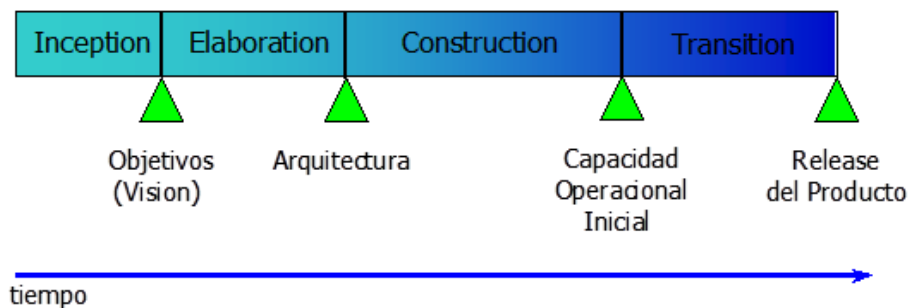 Inception Elaboration Construction Transition
Objetivos
(Vision)
Arquitectura
Capacidad
Operacional
Inicial
Release
del Producto
tiempo